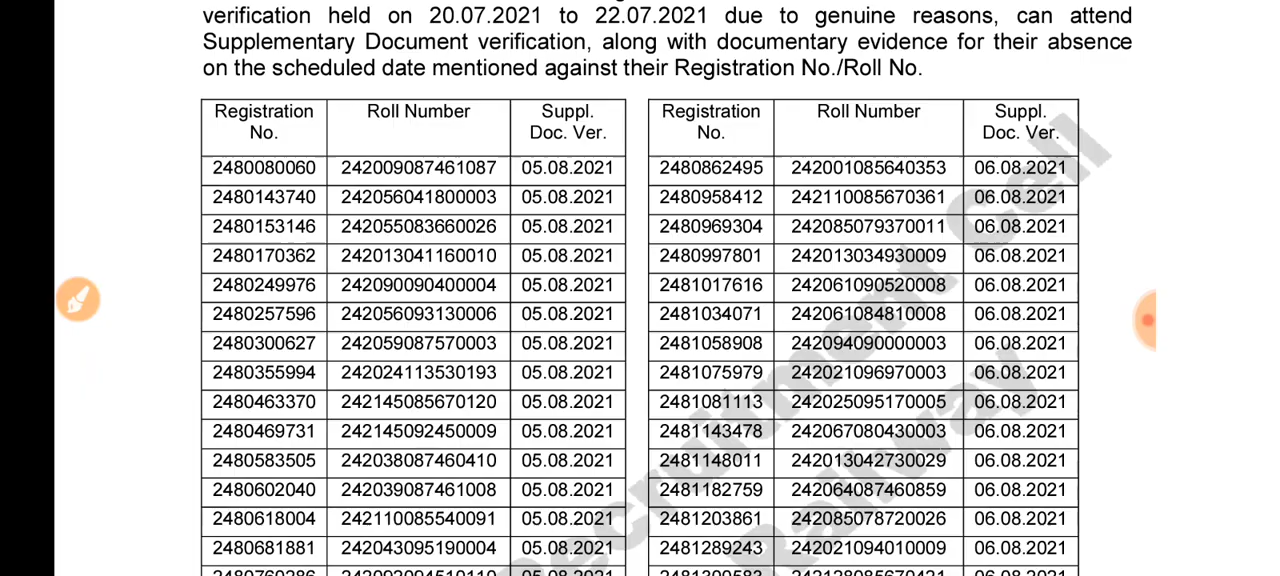 verification held on 20.07.2021 to 22.07.2021 due to genuine reasons, can attend
Supplementary Document verification, along with documentary evidence for their absence
on the scheduled date mentioned against their Registration No./Roll No.
Registration No. Roll Number Suppl. Doc. Ver. Registration No. Roll Number Suppl. Doc. Ver.
2480080060 242009087461087 05.08.2021 2480862495 242001085640353 06.08.2021
2480143740 242056041800003 05.08.2021 2480958412 242110085670361 06.08.2021
2480153146 242055083660026 05.08.2021 2480969304 242085079370011 06.08.2021
2480170362 242013041160010 05.08.2021 2480997801 242013034930009 06.08.2021
2480249976 242090090400004 05.08.2021 2481017616 242061090520008 06.08.2021
2480257596 242056093130006 05.08.2021 2481034071 242061084810008 06.08.2021
2480300627 242059087570003 05.08.2021 2481058908 242094090000003 06.08.2021
2480355994 242024113530193 05.08.2021 2481075979 242021096970003 06.08.2021
2480463370 242145085670120 05.08.2021 2481081113 242025095170005 06.08.2021
2480469731 242145092450009 05.08.2021 2481143478 242067080430003 06.08.2021
2480583505 242038087460410 05.08.2021 2481148011 242013042730029 06.08.2021
2480602040 242039087461008 05.08.2021 2481182759 242064087460859 06.08.2021
2480618004 242110085540091 05.08.2021 2481203861 242085078720026 06.08.2021
2480681881 242043095190004 05.08.2021 2481289243 242021094010009 06.08.2021
Recruitment Cell
Railway